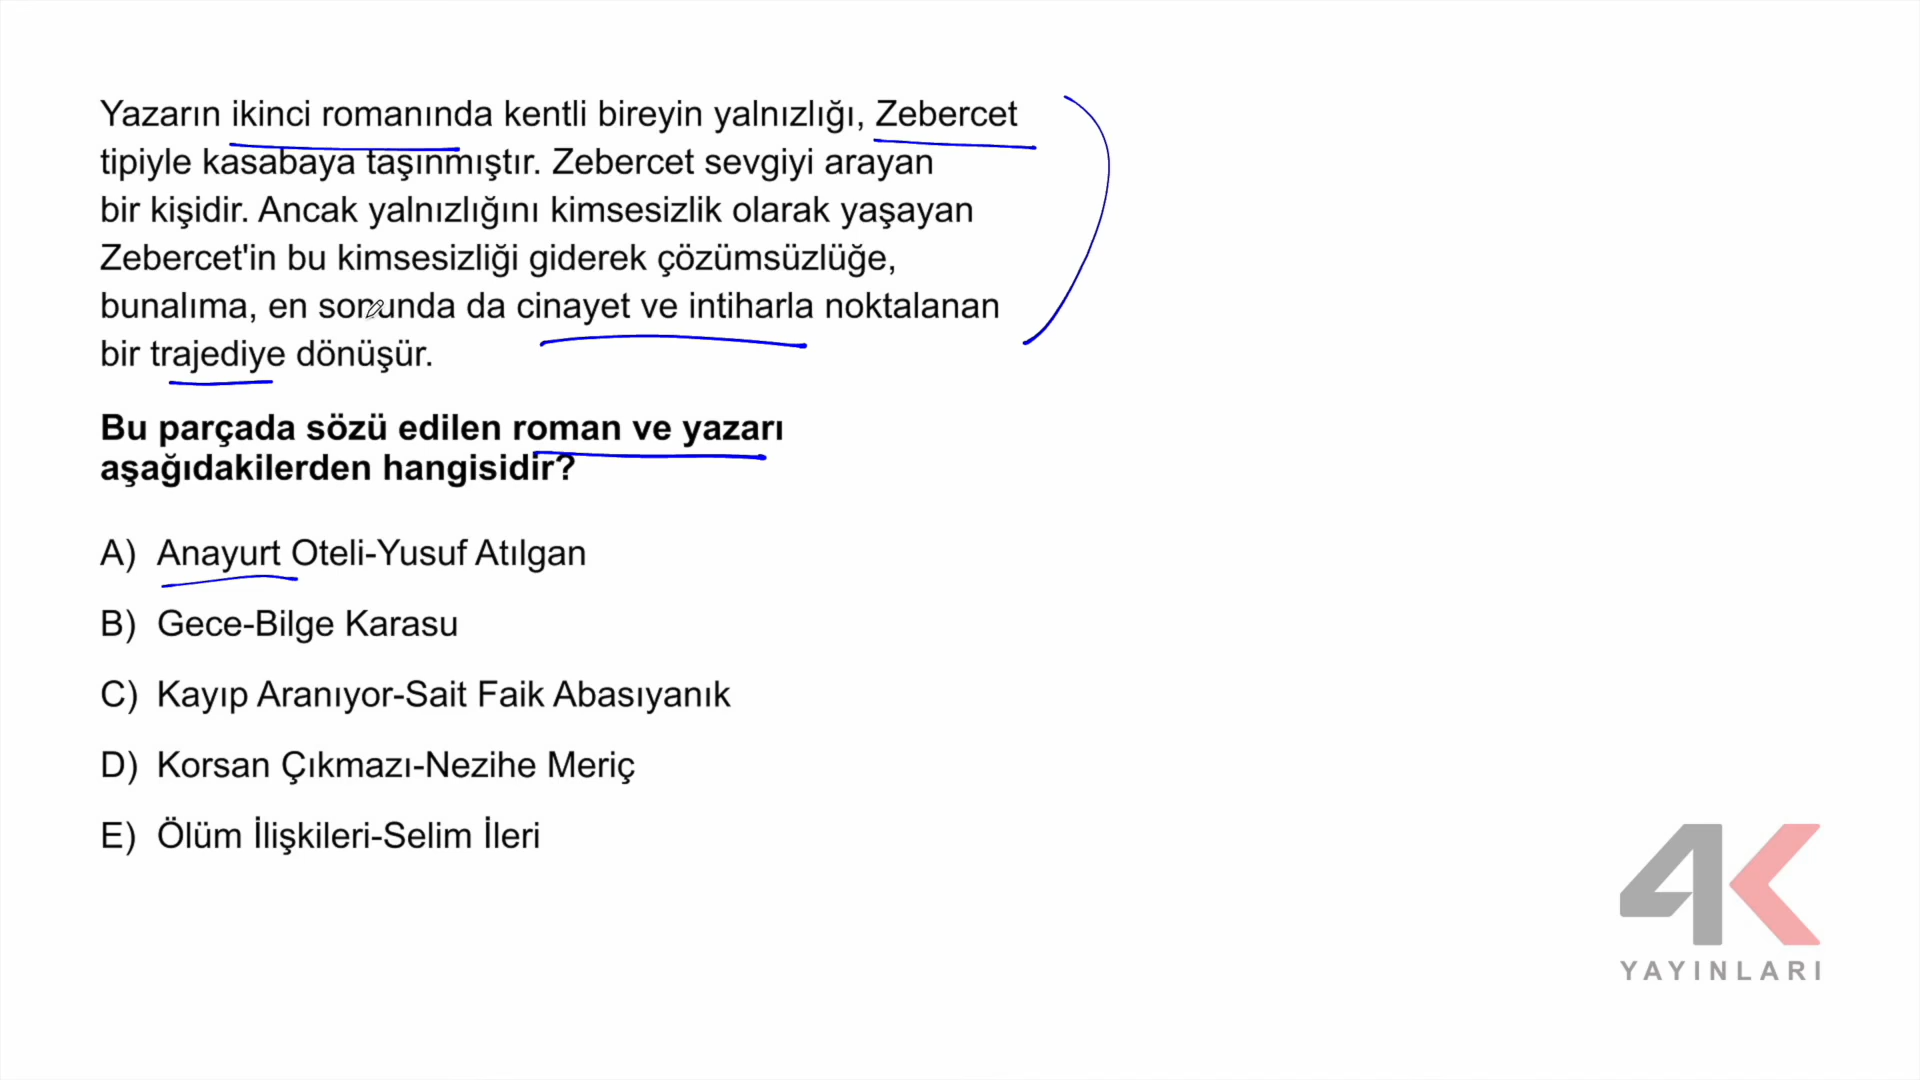 Yazarın ikinci romanında kentli bireyin yalnızlığı, Zebercet
tipiyle kasabaya taşınmıştır. Zebercet sevgiyi arayan
bir kişidir. Ancak yalnızlığını kimsesizlik olarak yaşayan
Zebercet'in bu kimsesizliği giderek çözümsüzlüğe,
bunalıma, en sonunda da cinayet ve intiharla noktalanan
bir trajediye dönüşür.
Bu parçada sözü edilen roman ve yazarı
aşağıdakilerden hangisidir?
A) Anayurt Oteli-Yusuf Atılgan
B) Gece-Bilge Karasu
C) Kayıp Aranıyor-Sait Faik Abasıyanık
D) Korsan Çıkmazı-Nezihe Meriç
E) Ölüm İlişkileri-Selim İleri
4K
YAYINLARI